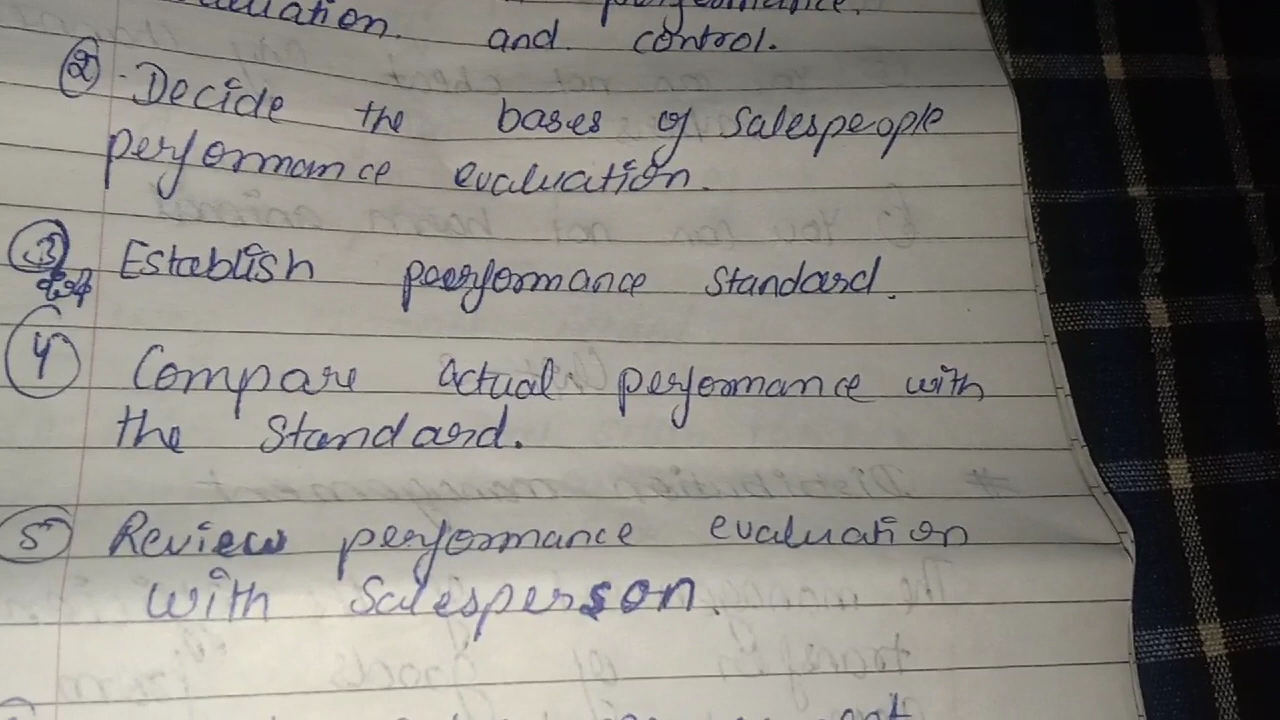 and control.
② Decide the bases of salespeople
performance evaluation.
③ Establish performance standard.
④ Compare actual performance with
the standard.
⑤ Review performance evaluation
with salesperson.